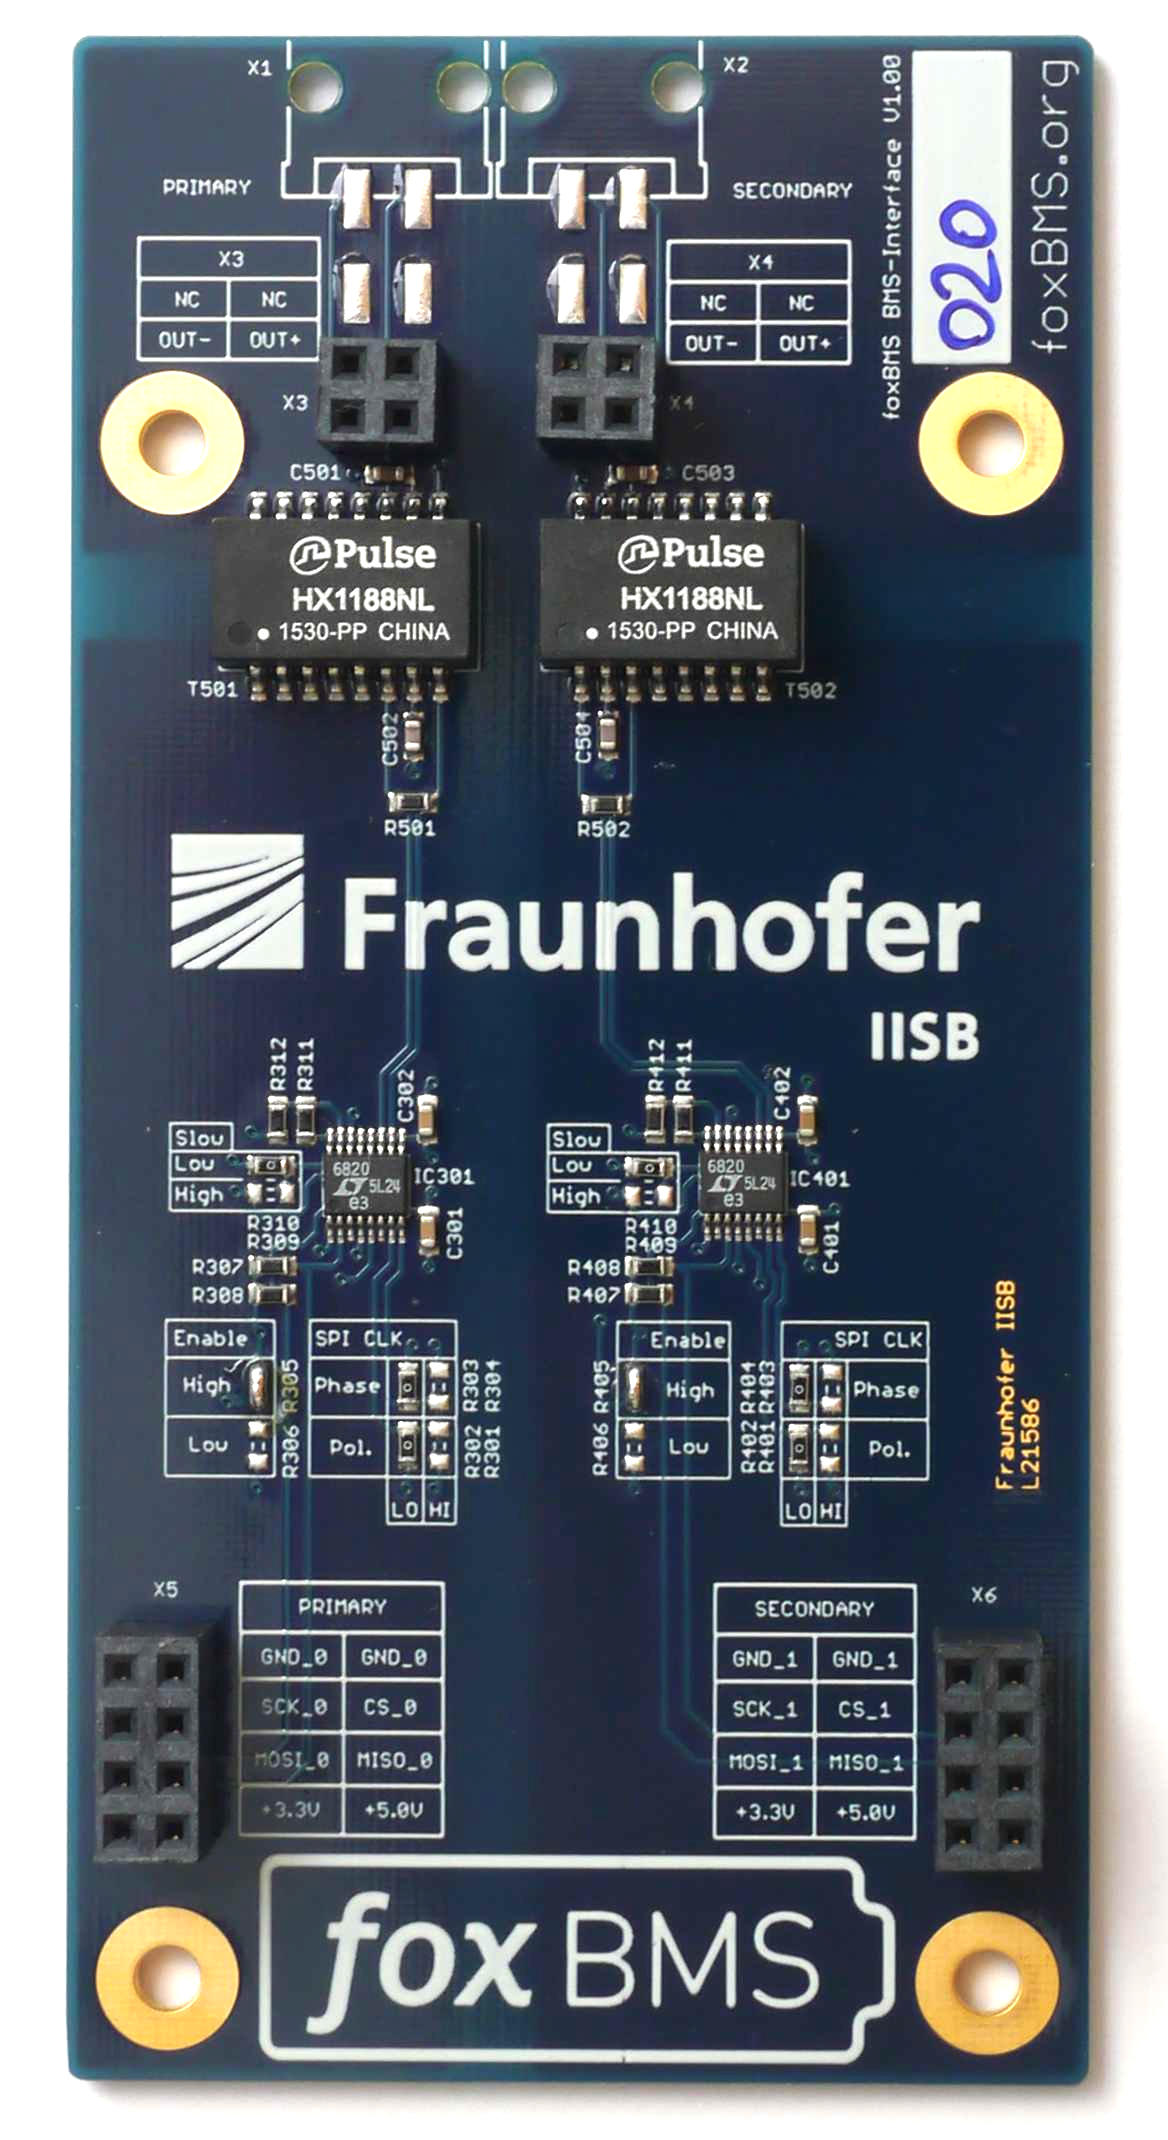 X1
X2
PRIMARY
SECONDARY
foxBMS BMS-Interface V1.00
020
foxBMS.org
X3
NC NC
OUT- OUT+
X4
NC NC
OUT- OUT+
X3
X4
C501
C503
Pulse
HX1188NL
1530-PP CHINA
Pulse
HX1188NL
1530-PP CHINA
T501
T502
C502
C504
R501
R502
Fraunhofer
IISB
R312
R311
C302
R412
R411
C402
Slow
Low
High
6820
LT 5L24
e3
IC301
Slow
Low
High
6820
LT 5L24
e3
IC401
R310
R309
C301
R410
R409
C401
R307
R308
R408
R407
Enable
High
Low
R305
R306
SPI CLK
Phase
Pol.
LO HI
R303
R304
R302
R301
R405
R406
Enable
High
Low
R404
R403
R402
R401
SPI CLK
Phase
Pol.
LO HI
Fraunhofer IISB
L21586
X5
PRIMARY
GND_0 GND_0
SCK_0 CS_0
MOSI_0 MISO_0
+3.3V +5.0V
SECONDARY
GND_1 GND_1
SCK_1 CS_1
MOSI_1 MISO_1
+3.3V +5.0V
X6
fox BMS